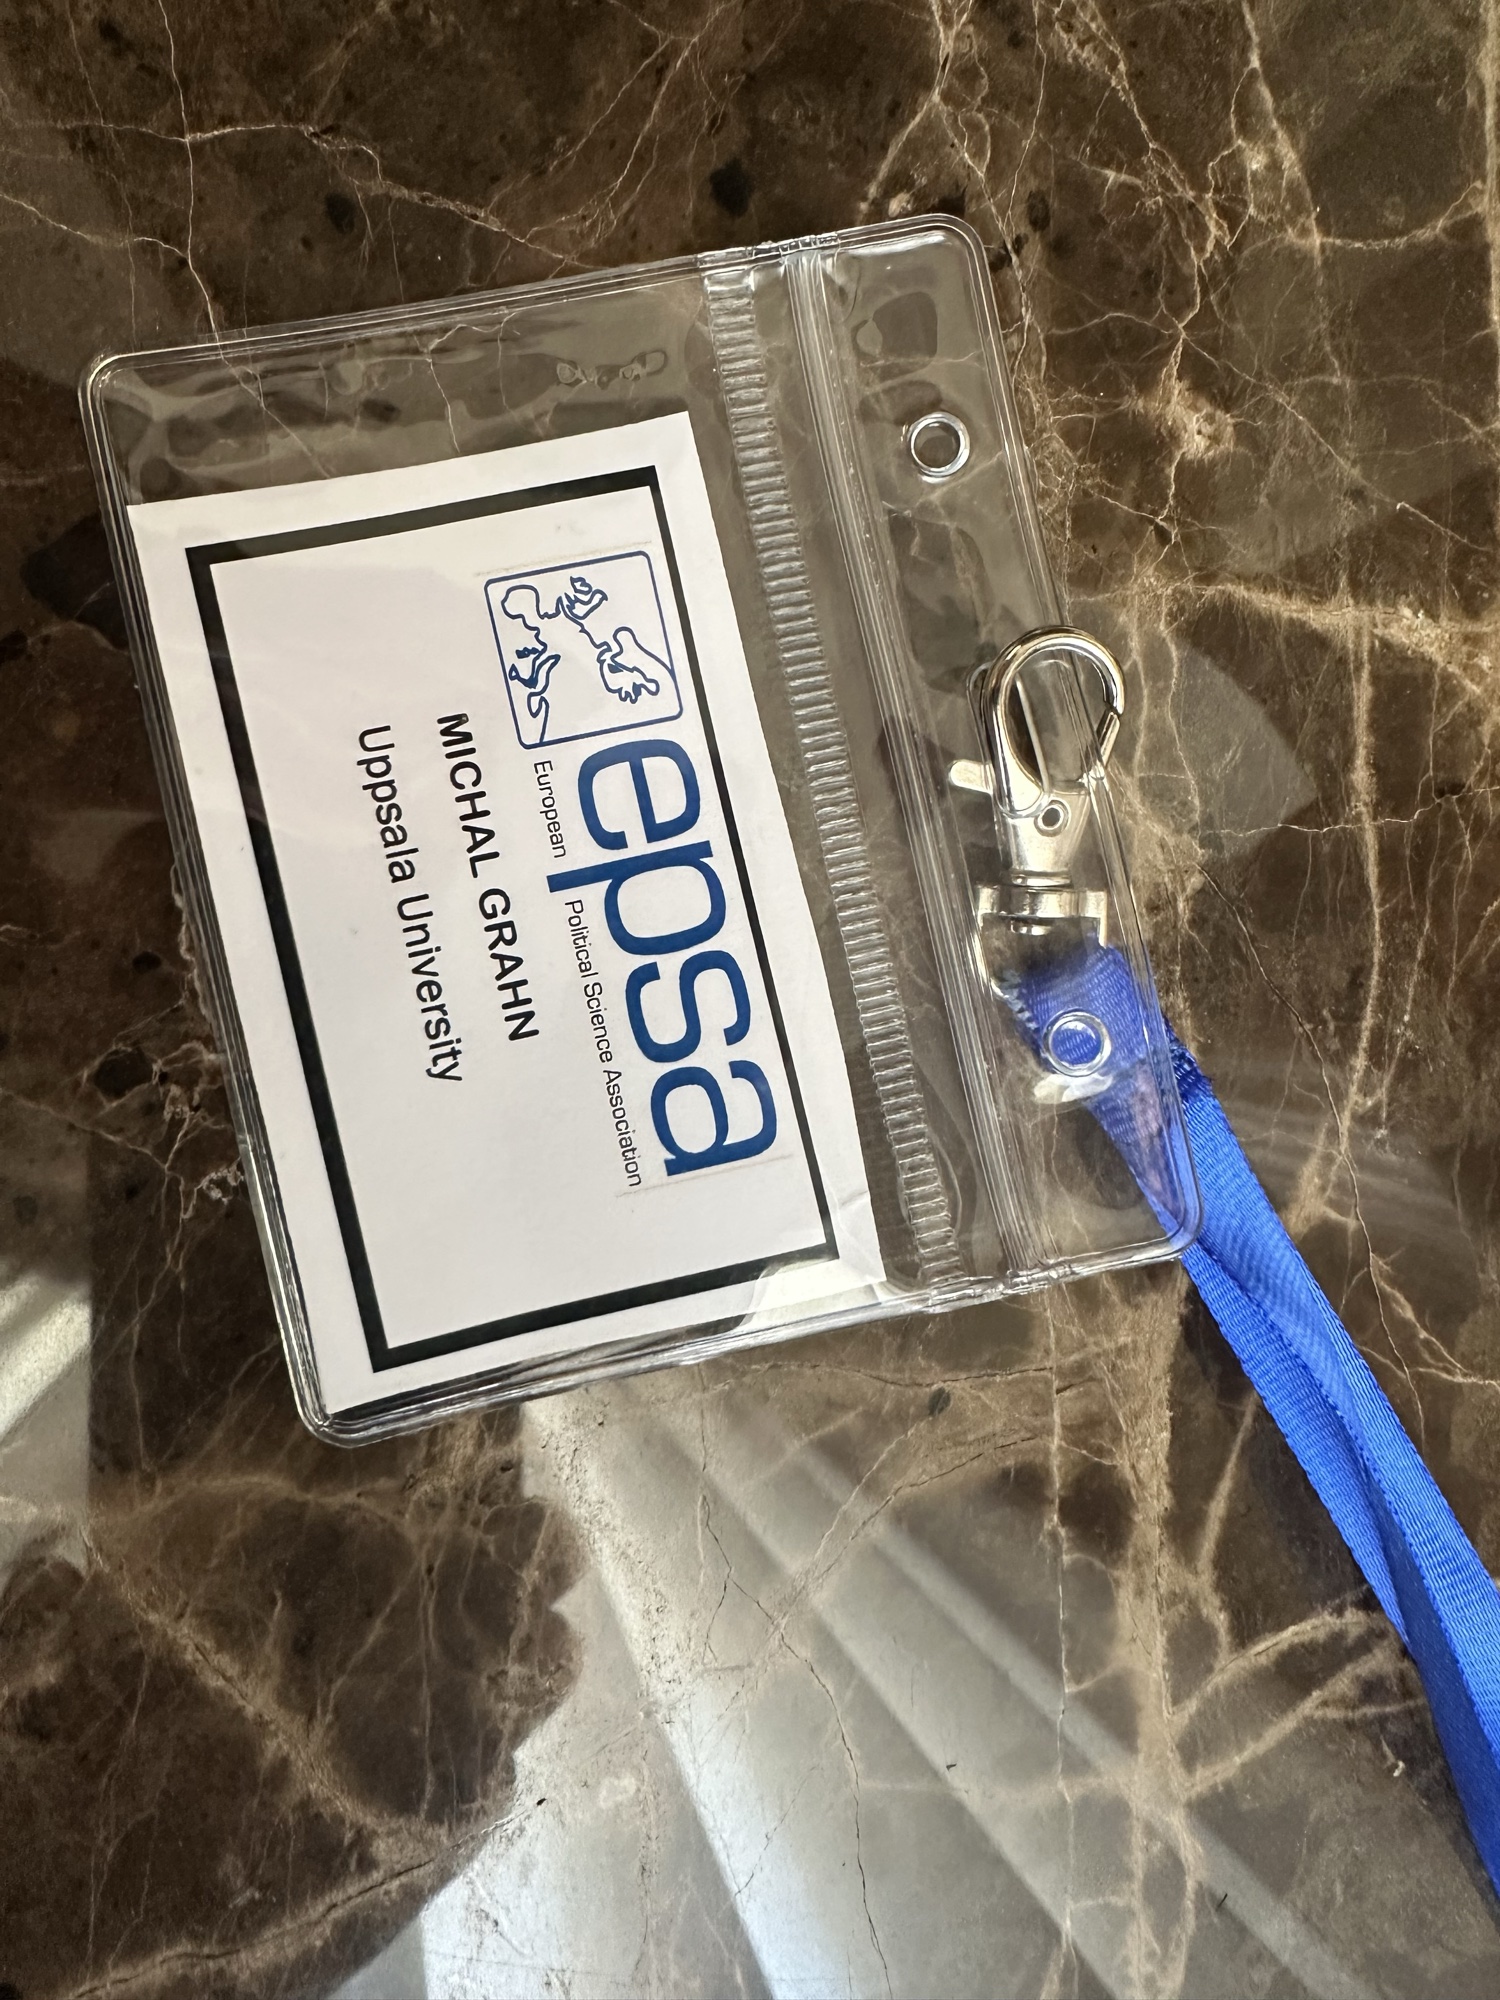 epsa
European Political Science Association
MICHAL GRAHN
Uppsala University